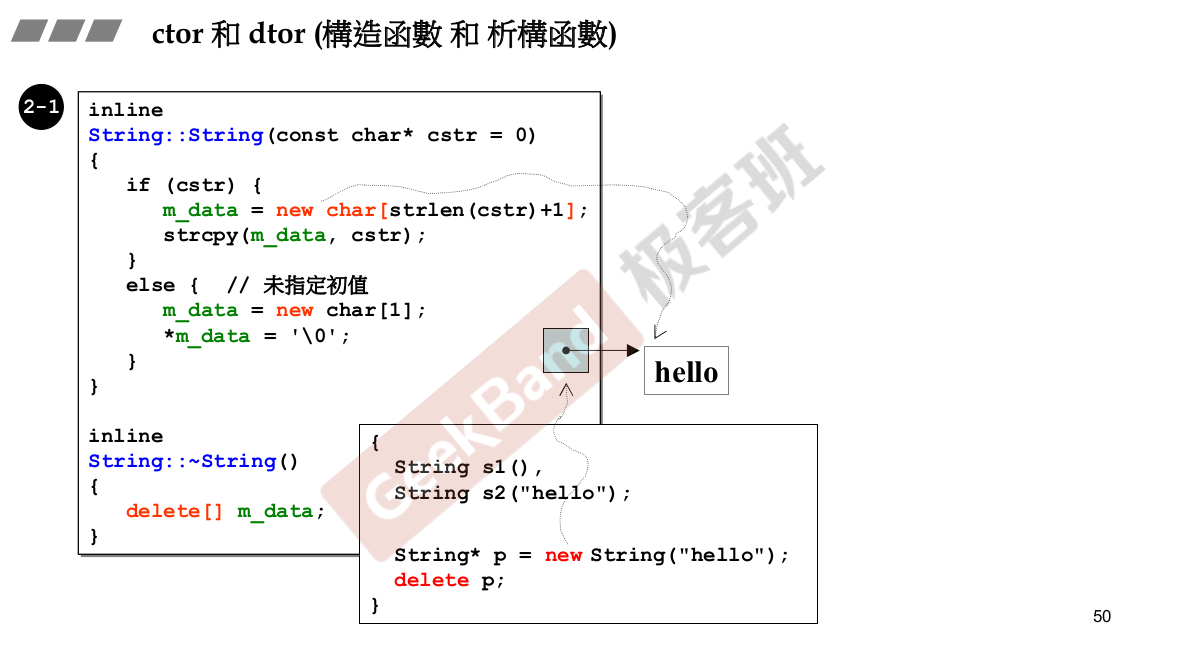 ctor 和 dtor (構造函數 和 析構函數)
2-1
inline
String::String(const char* cstr = 0)
{
if (cstr) {
m_data = new char[strlen(cstr)+1];
strcpy(m_data, cstr);
}
else { // 未指定初值
m_data = new char[1];
*m_data = '\0';
}
}
inline
String::~String()
{
delete[] m_data;
}
hello
{
String s1(),
String s2("hello");
String* p = new String("hello");
delete p;
}
GeekBand 极客班
50